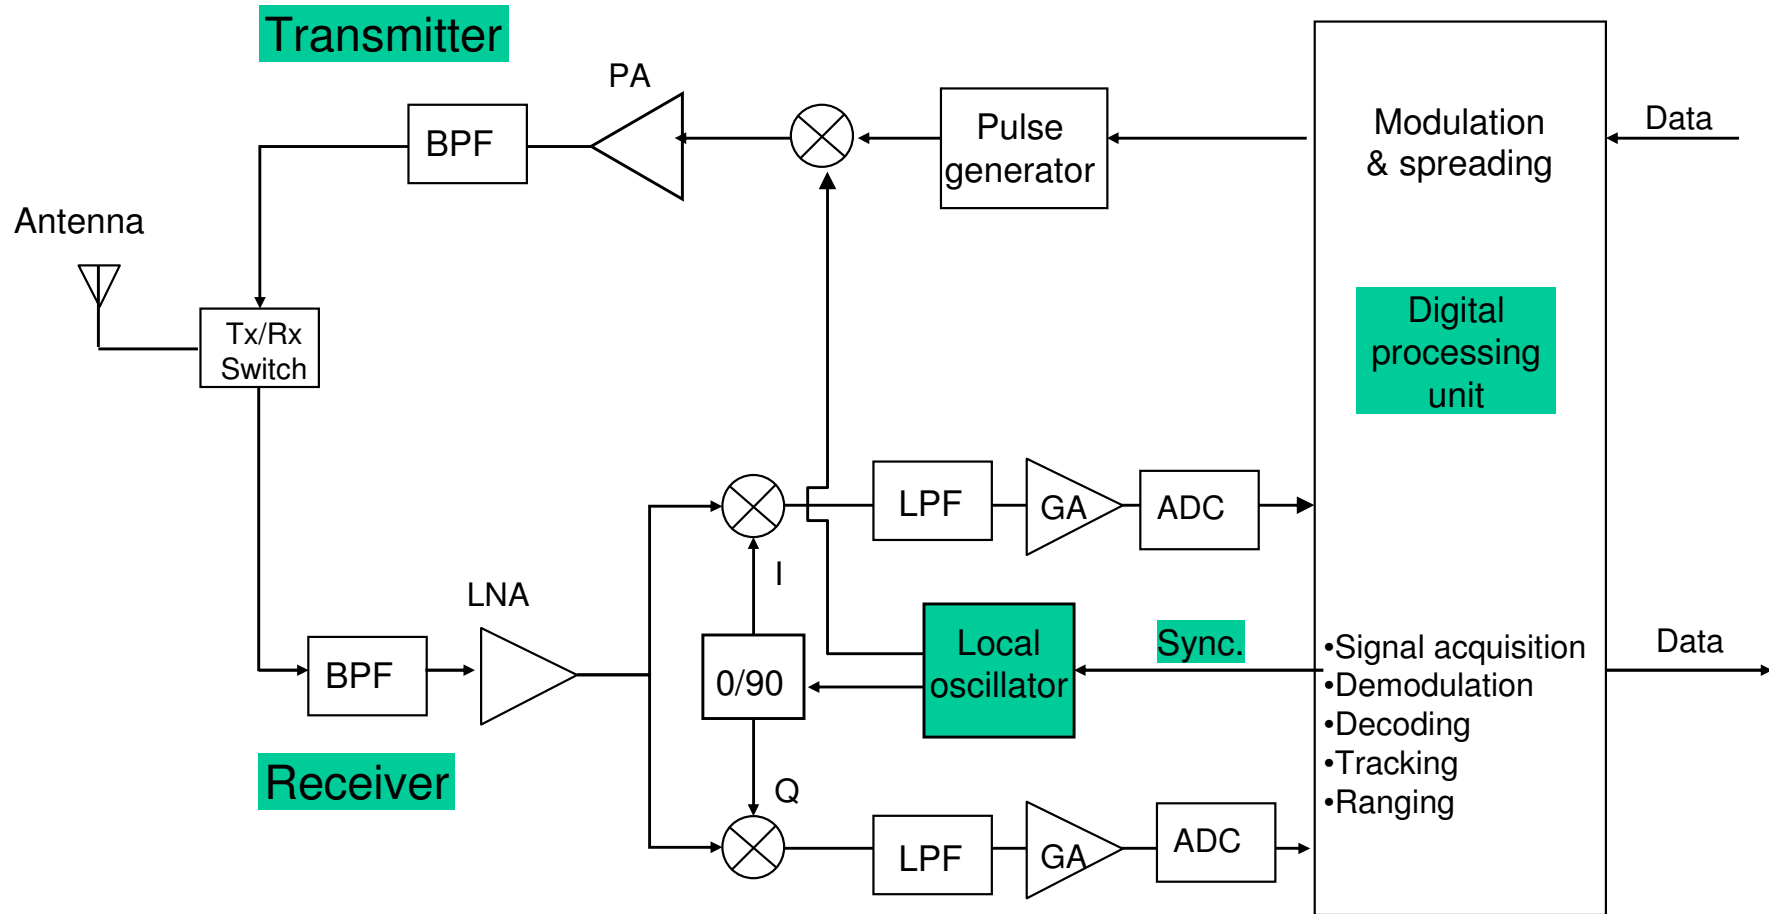 Transmitter
PA
BPF
Pulse
generator
Modulation
& spreading
Data
Antenna
Tx/Rx
Switch
Digital
processing
unit
LPF
GA
ADC
I
LNA
BPF
0/90
Local
oscillator
Sync.
•Signal acquisition
•Demodulation
•Decoding
•Tracking
•Ranging
Data
Receiver
Q
LPF
GA
ADC